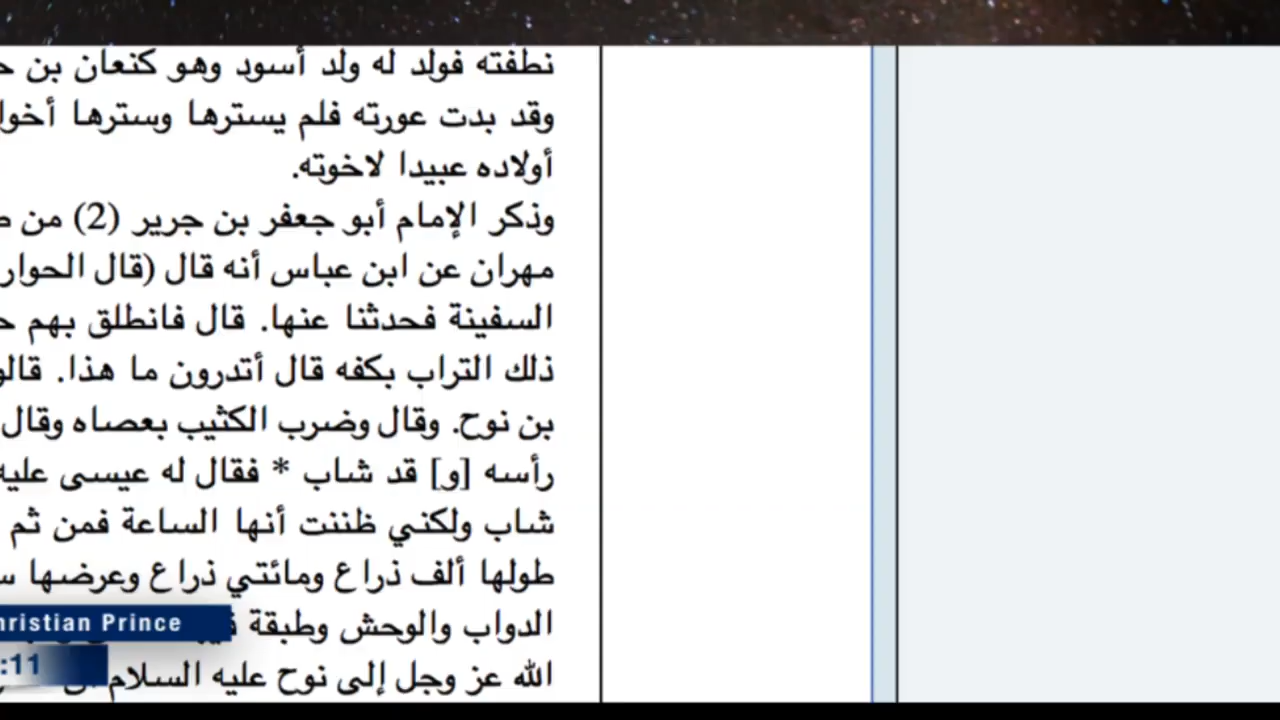 نطفته فولد له ولد أسود وهو كنعان بن
وقد بدت عورته فلم يسترها وسترها
أولاده عبيدا لاخوته.
وذكر الإمام أبو جعفر بن جرير (2) من
مهران عن ابن عباس أنه قال (قال
السفينة فحدثنا عنها. قال فانطلق بهم
ذلك التراب بكفه قال أتدرون ما هذا.
بن نوح. وقال وضرب الكثيب بعصاه وقال
رأسه [و] قد شاب * فقال له عيسى
شاب ولكني ظننت أنها الساعة فمن ثم
طولها ألف ذراع ومائتي ذراع وعرضها
الدواب والوحش وطبقة
الله عز وجل إلى نوح عليه السلام
hristian Prince
:11